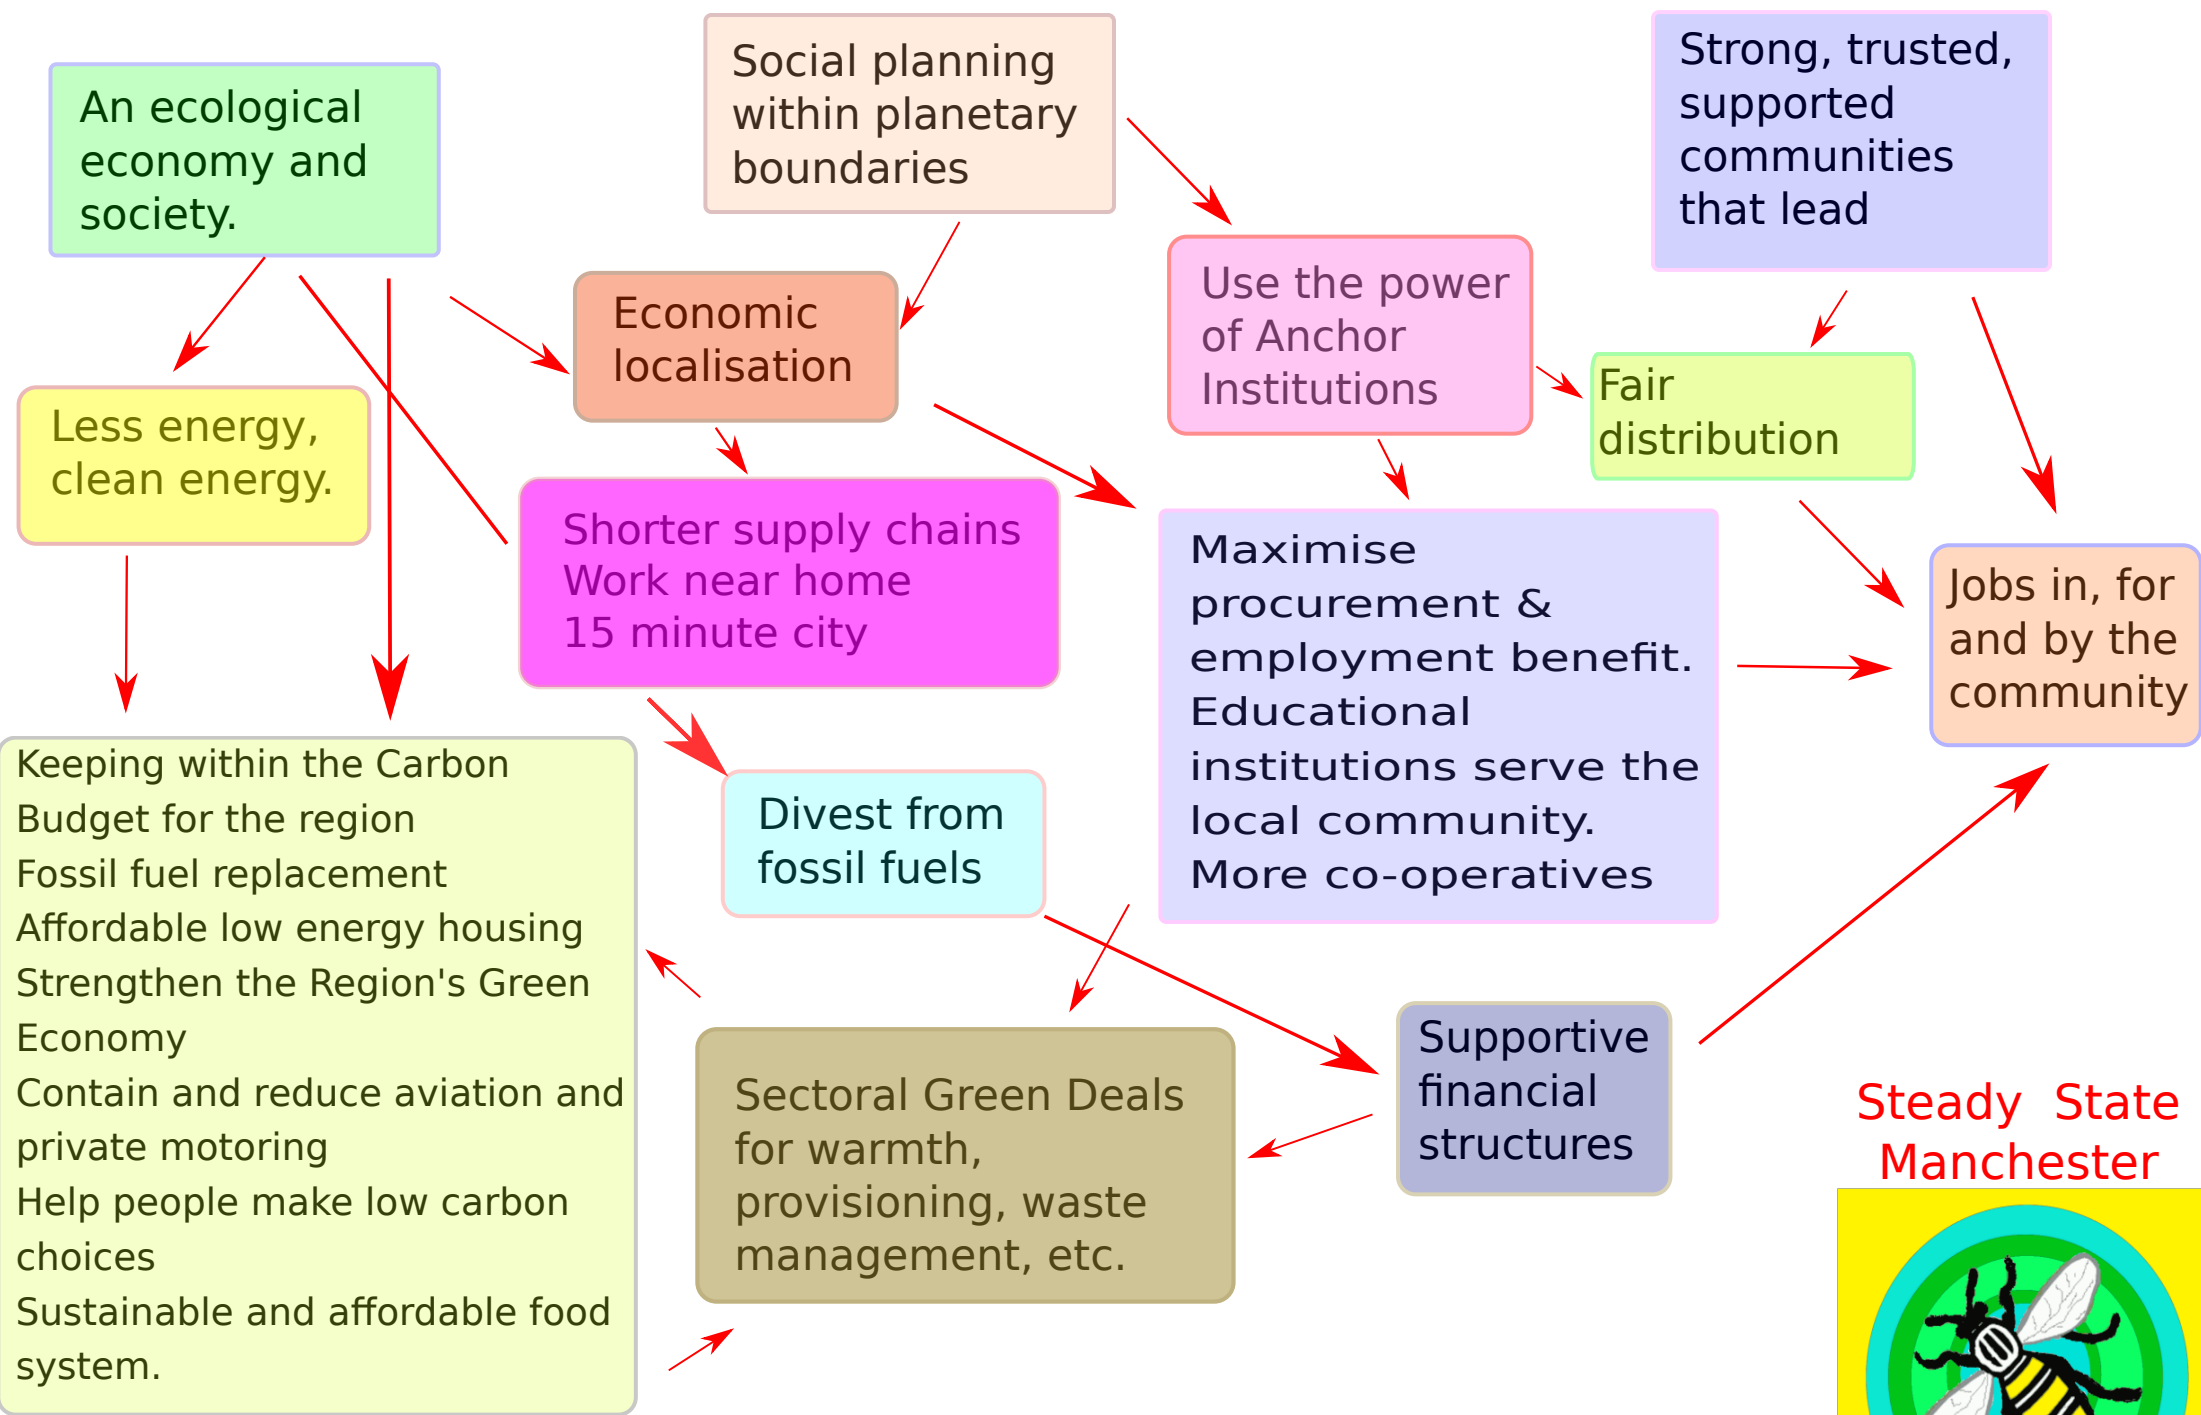 An ecological
economy and
society.
Social planning
within planetary
boundaries
Strong, trusted,
supported
communities
that lead
Economic
localisation
Use the power
of Anchor
Institutions
Fair
distribution
Less energy,
clean energy.
Shorter supply chains
Work near home
15 minute city
Maximise
procurement &
employment benefit.
Educational
institutions serve the
local community.
More co-operatives
Jobs in, for
and by the
community
Keeping within the Carbon
Budget for the region
Fossil fuel replacement
Affordable low energy housing
Strengthen the Region's Green
Economy
Contain and reduce aviation and
private motoring
Help people make low carbon
choices
Sustainable and affordable food
system.
Divest from
fossil fuels
Sectoral Green Deals
for warmth,
provisioning, waste
management, etc.
Supportive
financial
structures
Steady State
Manchester